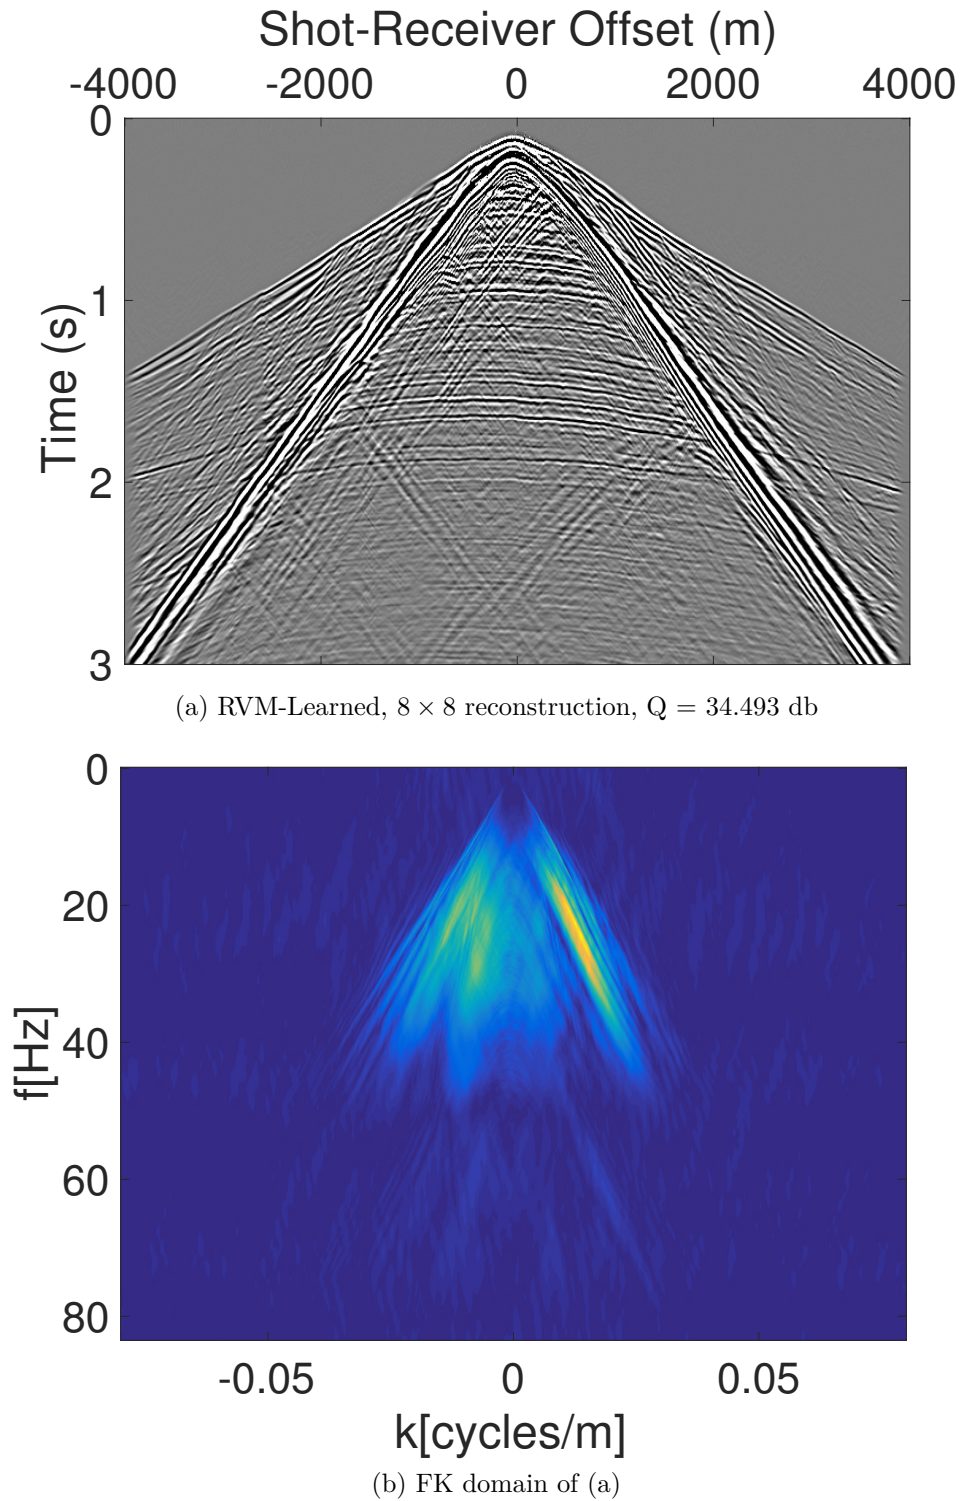 Shot-Receiver Offset (m)
-4000 -2000 0 2000 4000
0
1
2
3
Time (s)
(a) RVM-Learned, 8 × 8 reconstruction, Q = 34.493 db
0
20
40
60
80
f[Hz]
-0.05 0 0.05
k[cycles/m]
(b) FK domain of (a)